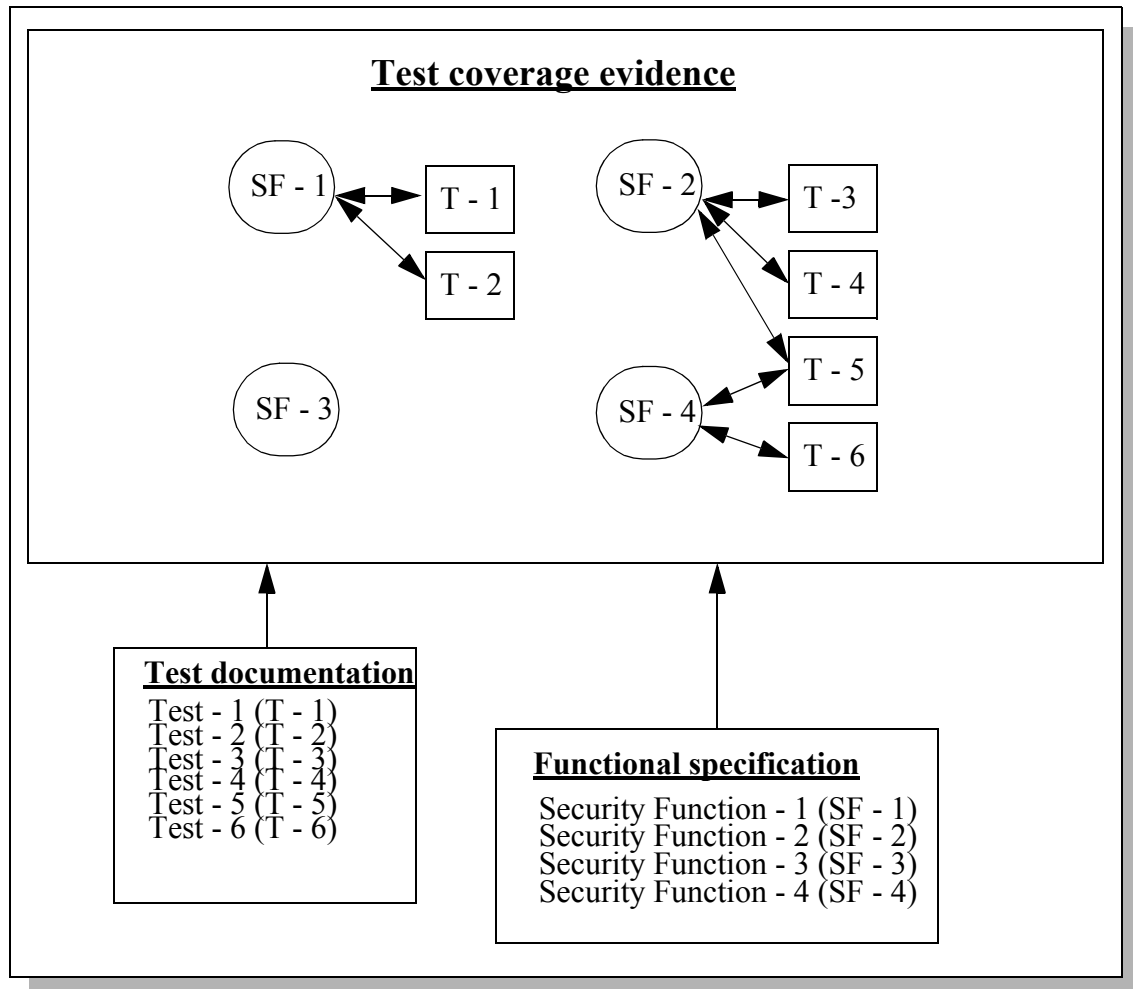 Test coverage evidence
SF - 1
T - 1
T - 2
SF - 2
T -3
T - 4
T - 5
SF - 3
SF - 4
T - 6
Test documentation
Test - 1 (T - 1)
Test - 2 (T - 2)
Test - 3 (T - 3)
Test - 4 (T - 4)
Test - 5 (T - 5)
Test - 6 (T - 6)
Functional specification
Security Function - 1 (SF - 1)
Security Function - 2 (SF - 2)
Security Function - 3 (SF - 3)
Security Function - 4 (SF - 4)